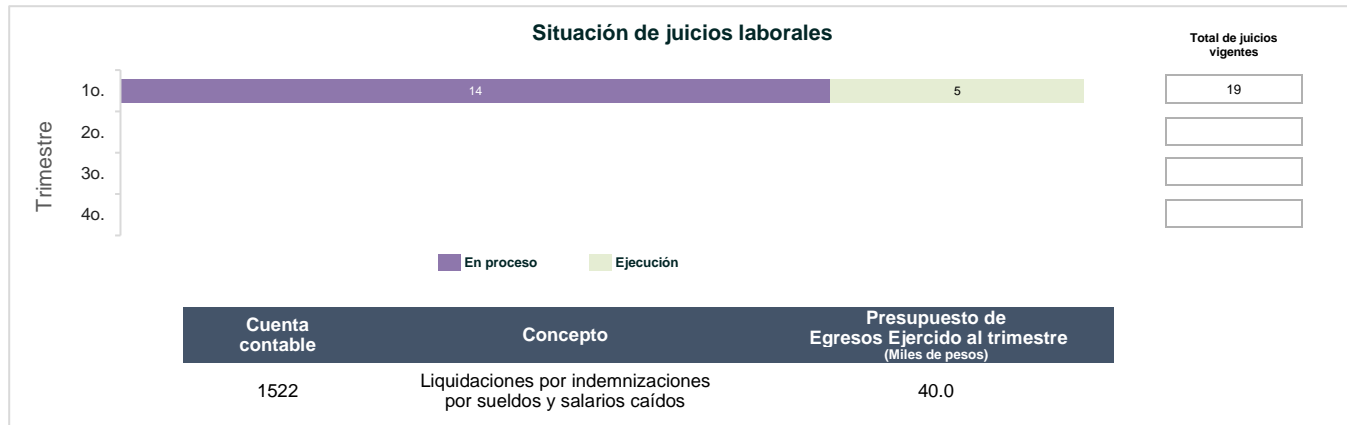 Situación de juicios laborales
Total de juicios
vigentes
Trimestre
1o.
14
5
19
2o.
3o.
4o.
En proceso
Ejecución
Cuenta
contable
Concepto
Presupuesto de
Egresos Ejercido al trimestre
(Miles de pesos)
1522
Liquidaciones por indemnizaciones
por sueldos y salarios caídos
40.0